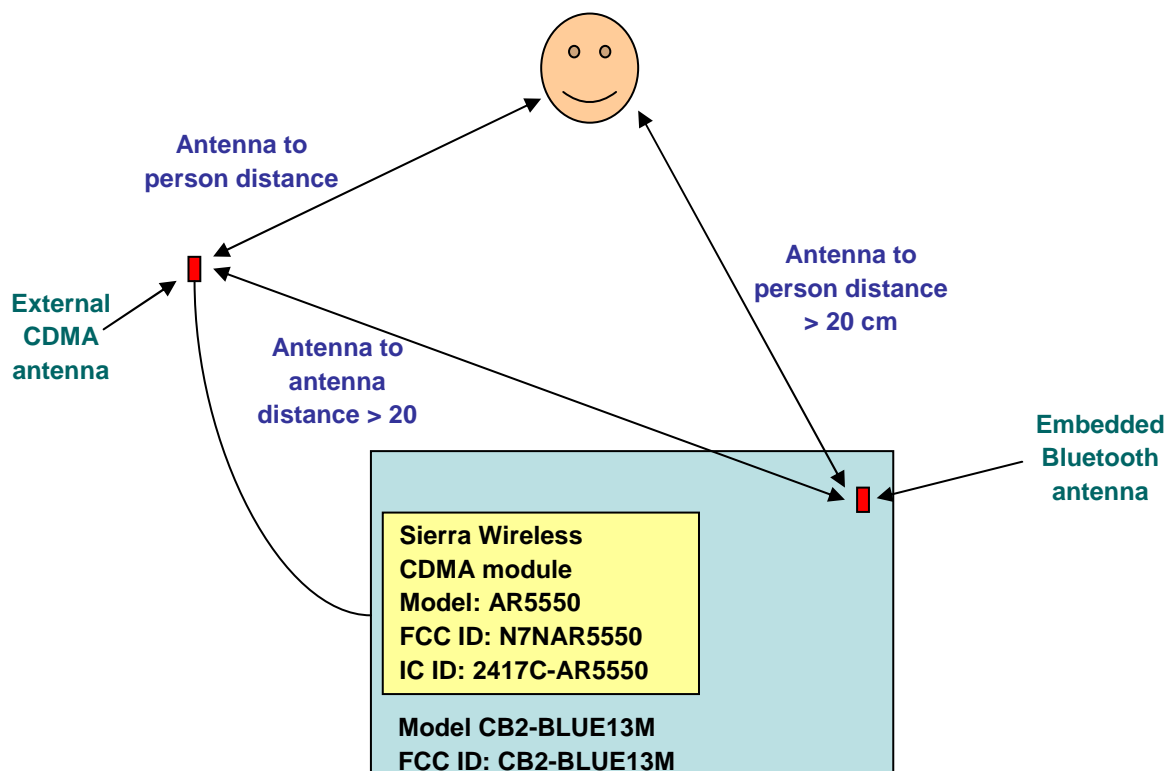 Antenna to
person distance
Antenna to
person distance
> 20 cm
External
CDMA
antenna
Antenna to
antenna
distance > 20
Embedded
Bluetooth
antenna
Sierra Wireless
CDMA module
Model: AR5550
FCC ID: N7NAR5550
IC ID: 2417C-AR5550
Model CB2-BLUE13M
FCC ID: CB2-BLUE13M